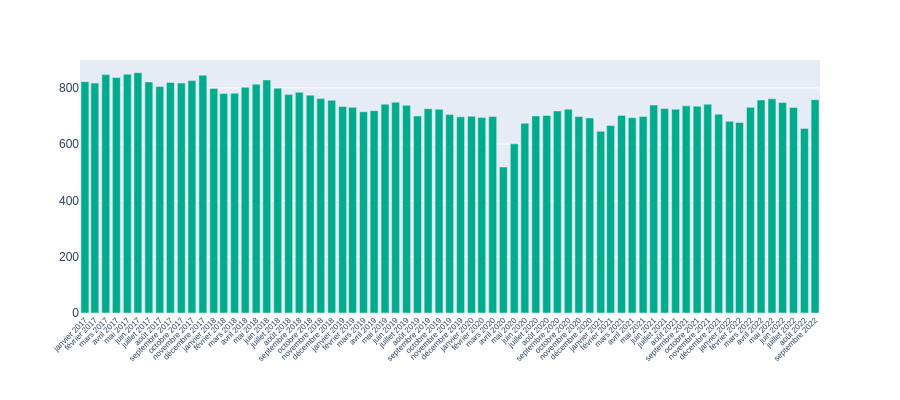 800
600
400
200
0
janvier 2017
février 2017
mars 2017
avril 2017
mai 2017
juin 2017
juillet 2017
août 2017
septembre 2017
octobre 2017
novembre 2017
décembre 2017
janvier 2018
février 2018
mars 2018
avril 2018
mai 2018
juin 2018
juillet 2018
août 2018
septembre 2018
octobre 2018
novembre 2018
décembre 2018
janvier 2019
février 2019
mars 2019
avril 2019
mai 2019
juin 2019
juillet 2019
août 2019
septembre 2019
octobre 2019
novembre 2019
décembre 2019
janvier 2020
février 2020
mars 2020
avril 2020
mai 2020
juin 2020
juillet 2020
août 2020
septembre 2020
octobre 2020
novembre 2020
décembre 2020
janvier 2021
février 2021
mars 2021
avril 2021
mai 2021
juin 2021
juillet 2021
août 2021
septembre 2021
octobre 2021
novembre 2021
décembre 2021
janvier 2022
février 2022
mars 2022
avril 2022
mai 2022
juin 2022
juillet 2022
août 2022
septembre 2022